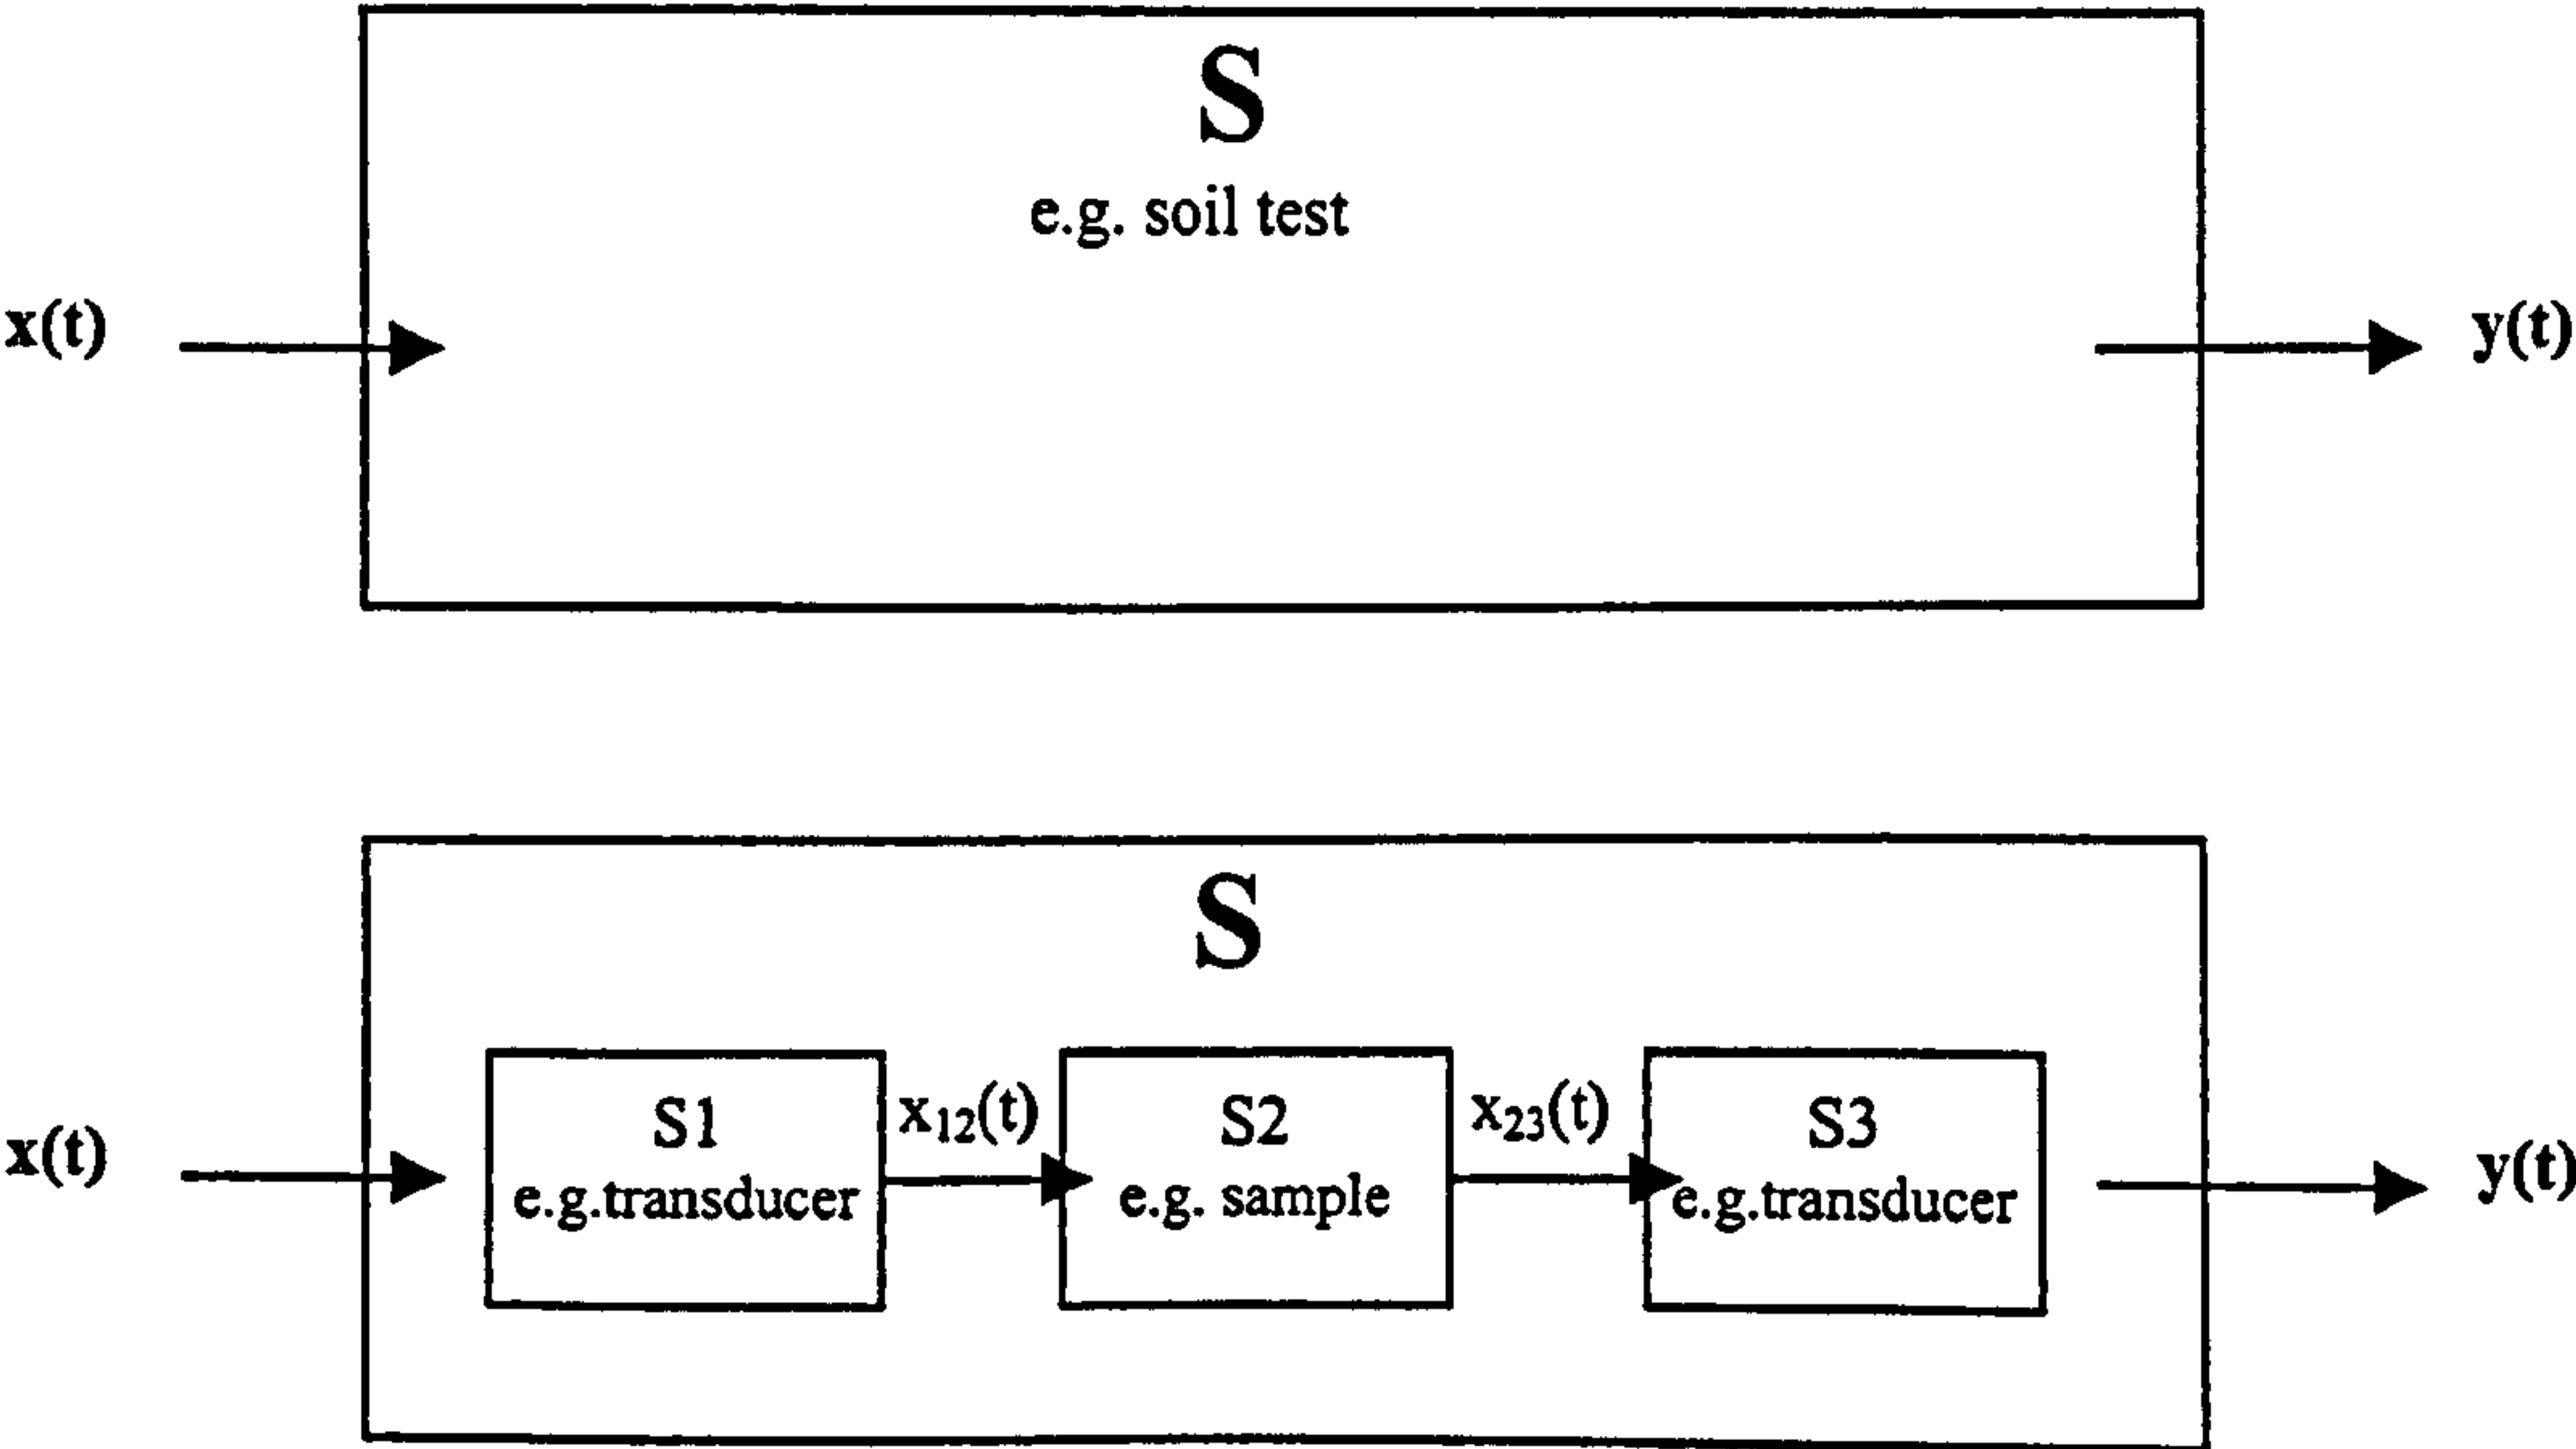 S
e.g. soil test
x(t)
y(t)
S
x₁₂(t)
x₂₃(t)
S1
S2
S3
x(t)
e.g.transducer
e.g. sample
e.g.transducer
y(t)